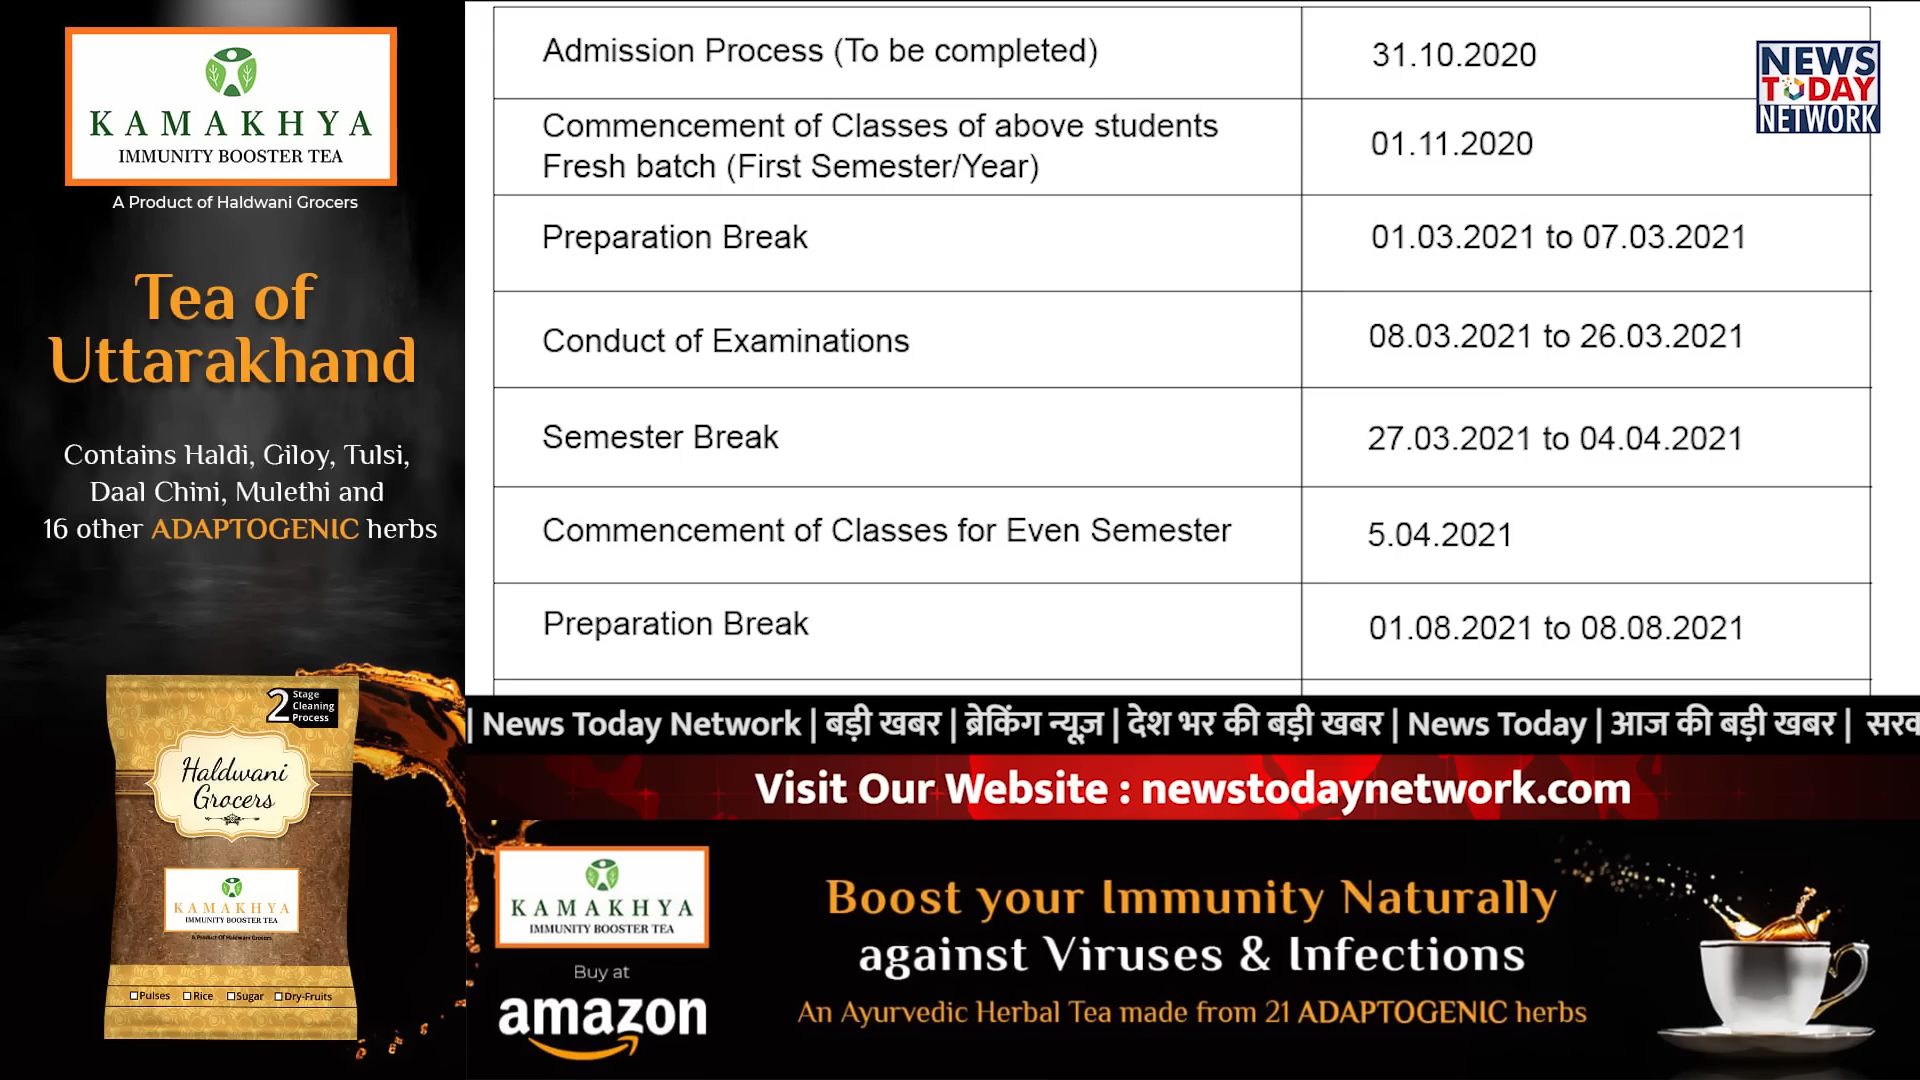 KAMAKHYA
IMMUNITY BOOSTER TEA
A Product of Haldwani Grocers
Tea of
Uttarakhand
Contains Haldi, Giloy, Tulsi,
Daal Chini, Mulethi and
16 other ADAPTOGENIC herbs
2 Stage
Cleaning
Process
Haldwani
Grocers
KAMAKHYA
IMMUNITY BOOSTER TEA
A Product Of Haldwani Grocers
Pulses Rice Sugar Dry-Fruits
Admission Process (To be completed) 31.10.2020
Commencement of Classes of above students
Fresh batch (First Semester/Year) 01.11.2020
Preparation Break 01.03.2021 to 07.03.2021
Conduct of Examinations 08.03.2021 to 26.03.2021
Semester Break 27.03.2021 to 04.04.2021
Commencement of Classes for Even Semester 5.04.2021
Preparation Break 01.08.2021 to 08.08.2021
NEWS
TODAY
NETWORK
| News Today Network | बड़ी खबर | ब्रेकिंग न्यूज़ | देश भर की बड़ी खबर | News Today | आज की बड़ी खबर | सरक
Visit Our Website : newstodaynetwork.com
KAMAKHYA
IMMUNITY BOOSTER TEA
Buy at
amazon
Boost your Immunity Naturally
against Viruses & Infections
An Ayurvedic Herbal Tea made from 21 ADAPTOGENIC herbs